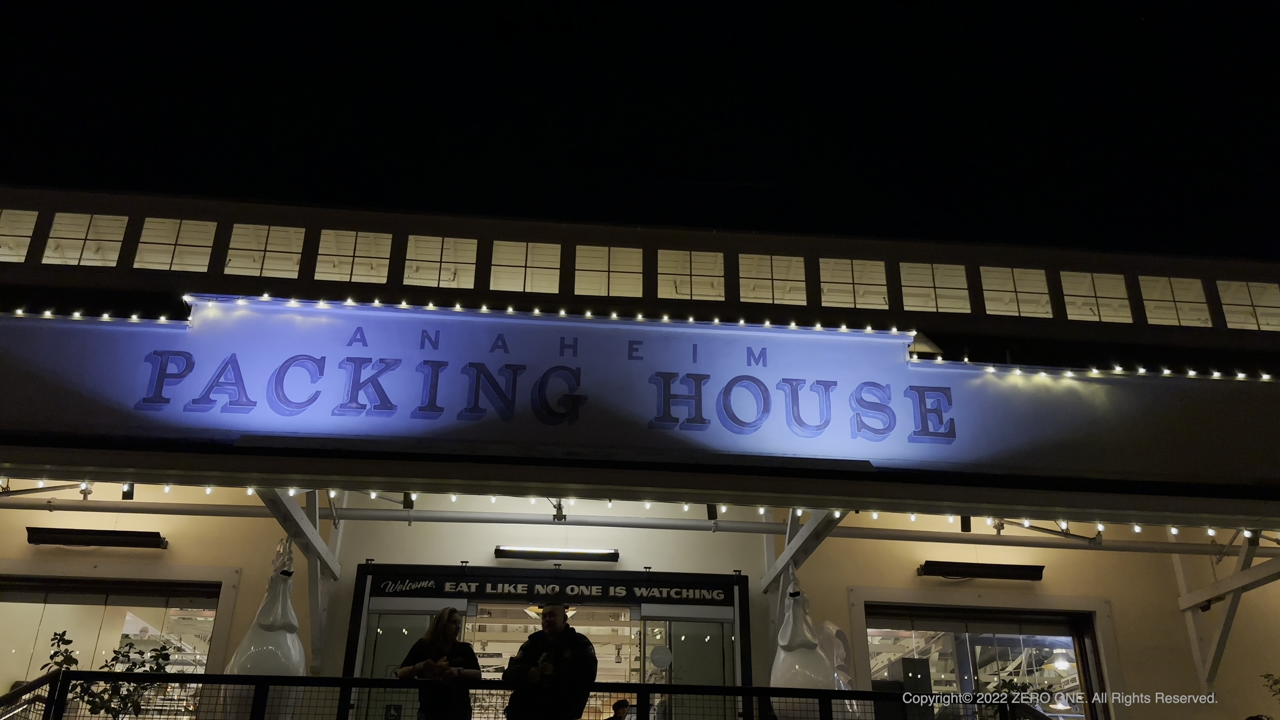 ANAHEIM
PACKING HOUSE
Welcome, EAT LIKE NO ONE IS WATCHING
Copyright© 2022 ZERO ONE. All Rights Reserved.